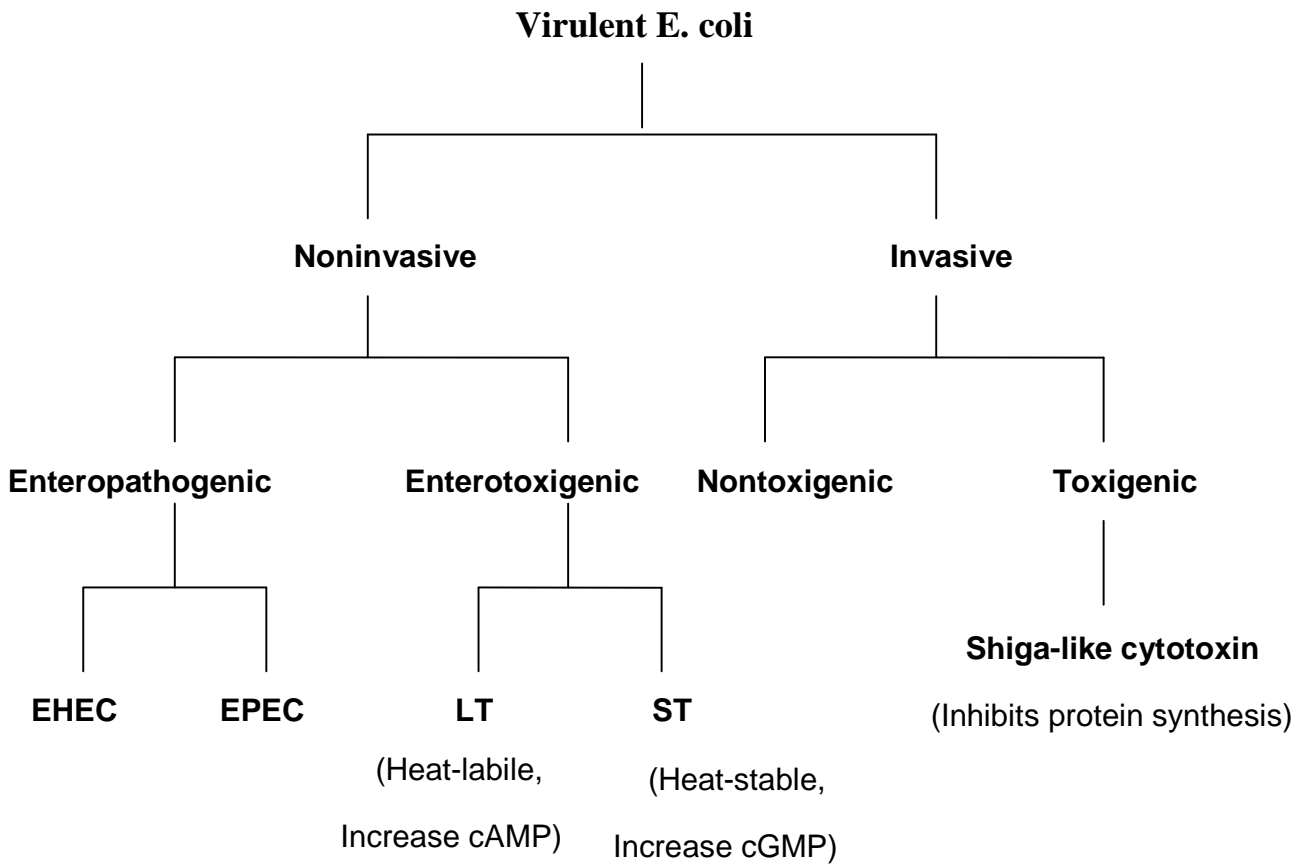 Virulent E. coli
Noninvasive
Invasive
Enteropathogenic
Enterotoxigenic
Nontoxigenic
Toxigenic
EHEC
EPEC
LT
(Heat-labile,
Increase cAMP)
ST
(Heat-stable,
Increase cGMP)
Shiga-like cytotoxin
(Inhibits protein synthesis)